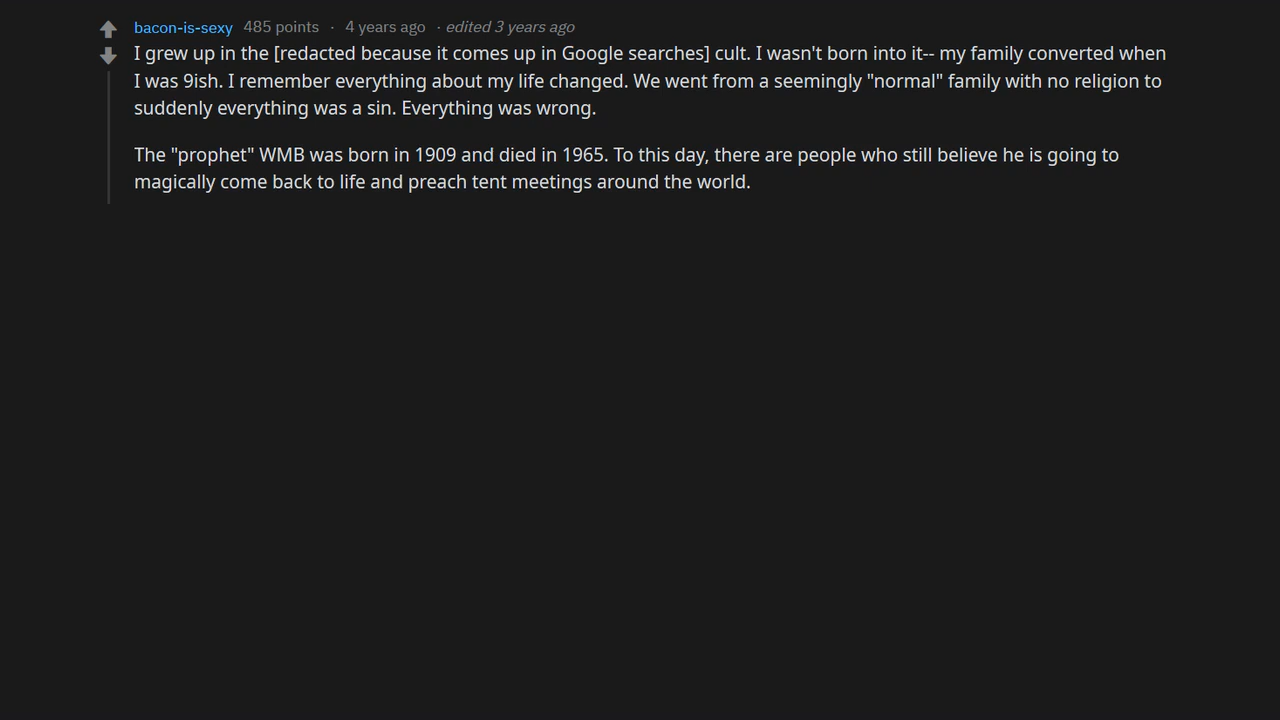 bacon-is-sexy 485 points · 4 years ago · edited 3 years ago
I grew up in the [redacted because it comes up in Google searches] cult. I wasn't born into it-- my family converted when
I was 9ish. I remember everything about my life changed. We went from a seemingly "normal" family with no religion to
suddenly everything was a sin. Everything was wrong.
The "prophet" WMB was born in 1909 and died in 1965. To this day, there are people who still believe he is going to
magically come back to life and preach tent meetings around the world.